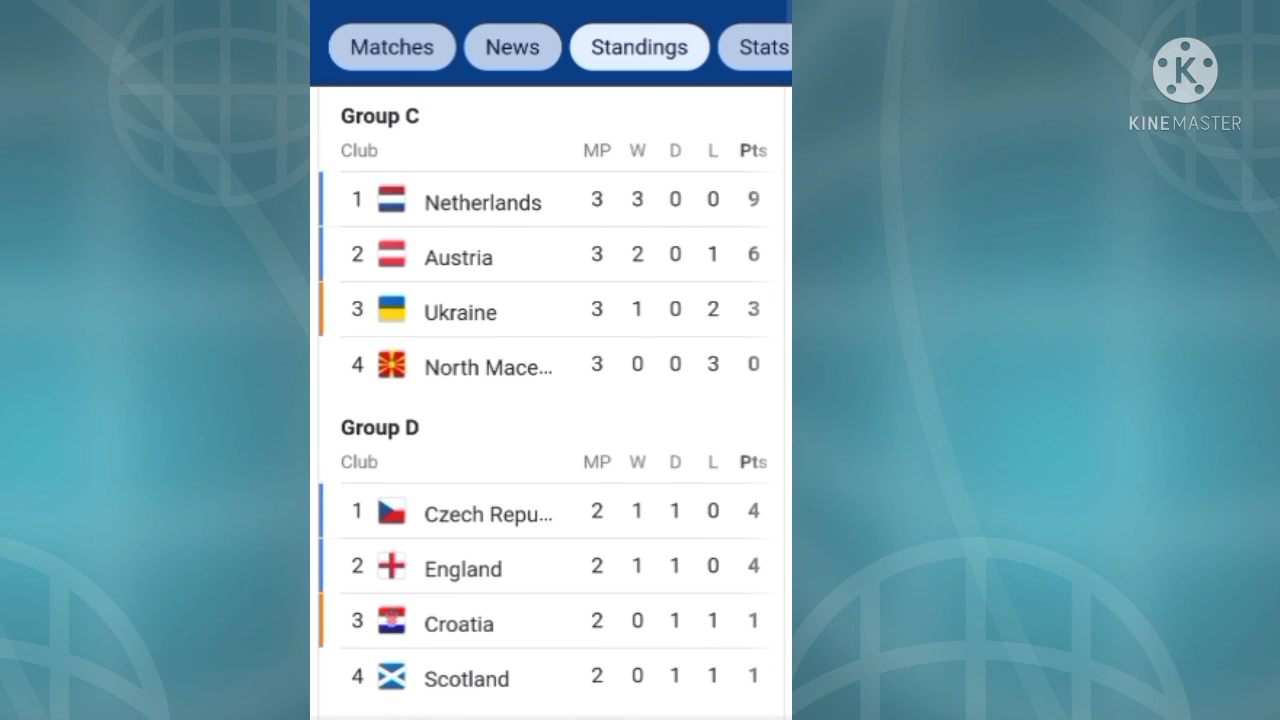 Matches News Standings Stats
K
KINEMASTER
Group C
Club MP W D L Pts
1 Netherlands 3 3 0 0 9
2 Austria 3 2 0 1 6
3 Ukraine 3 1 0 2 3
4 North Mace... 3 0 0 3 0
Group D
Club MP W D L Pts
1 Czech Repu... 2 1 1 0 4
2 England 2 1 1 0 4
3 Croatia 2 0 1 1 1
4 Scotland 2 0 1 1 1